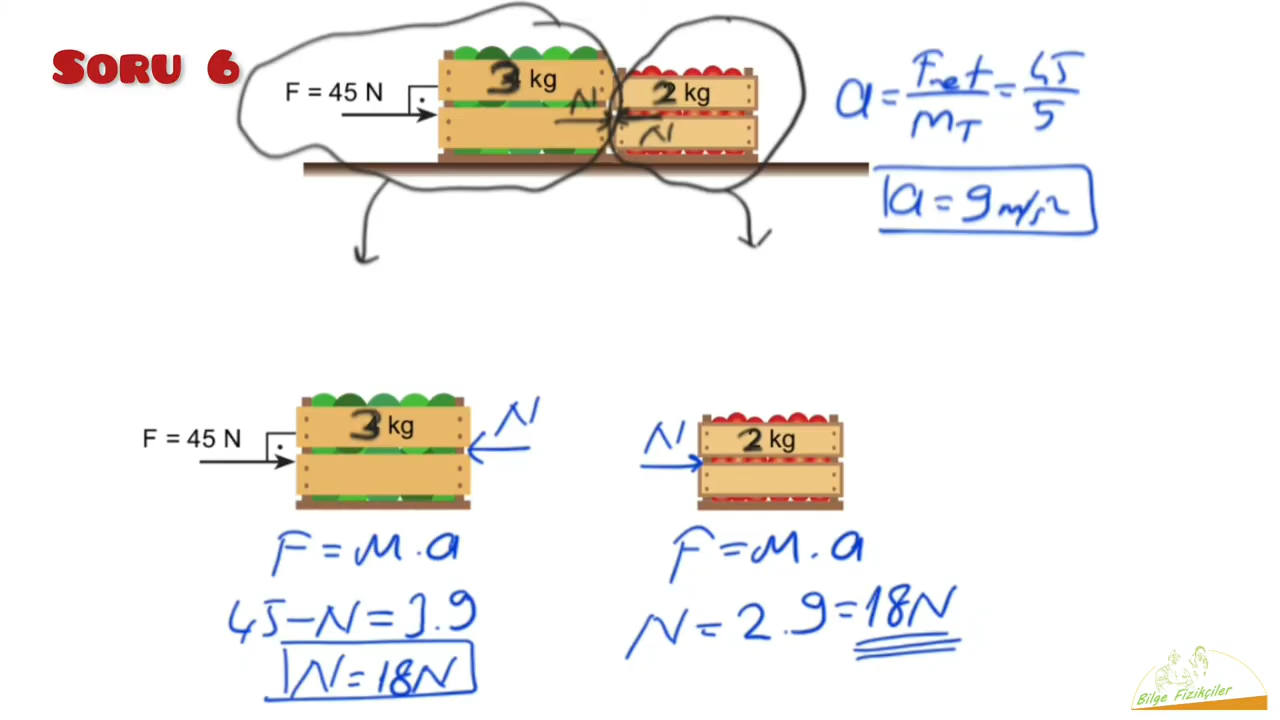 SORU 6
F = 45 N
3 kg
2 kg
N
N
a = Fnet / mT = 45 / 5
a = 9 m/s²
F = 45 N
3 kg
N
N
2 kg
F = m . a
45 - N = 3 . 9
N = 18N
F = m . a
N = 2 . 9 = 18N
Bilge Fizikçiler